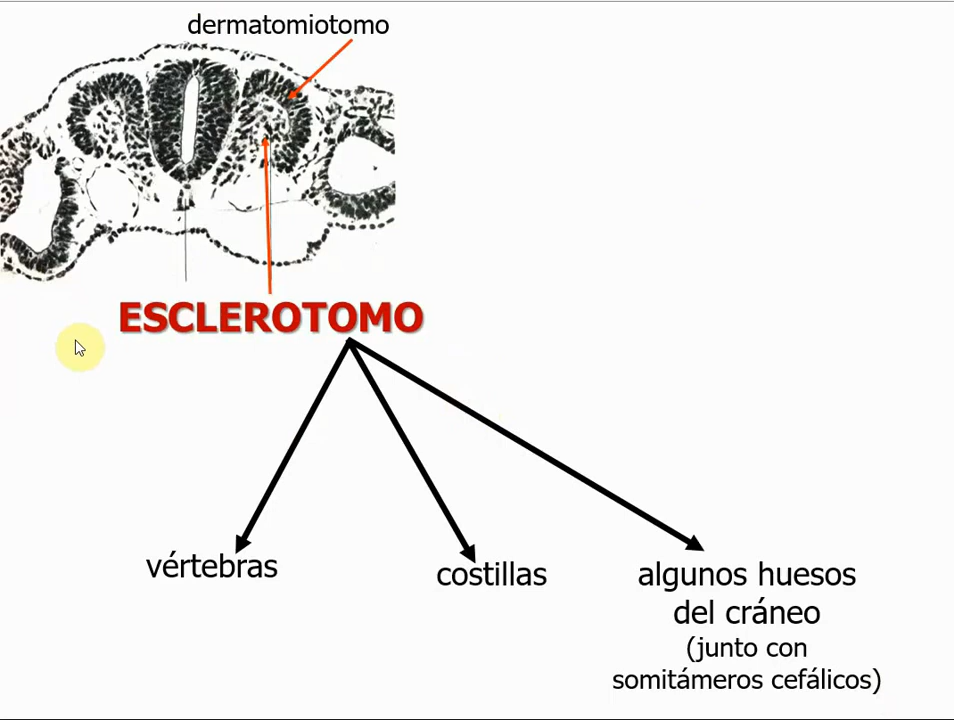 dermatomiotomo
ESCLEROTOMO
vértebras
costillas
algunos huesos
del cráneo
(junto con
somitámeros cefálicos)